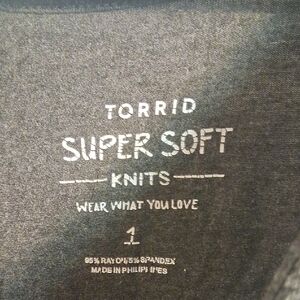 TORRID
SUPER SOFT
KNITS
WEAR WHAT YOU LOVE
1
95% RAYON/5% SPANDEX
MADE IN PHILIPPINES